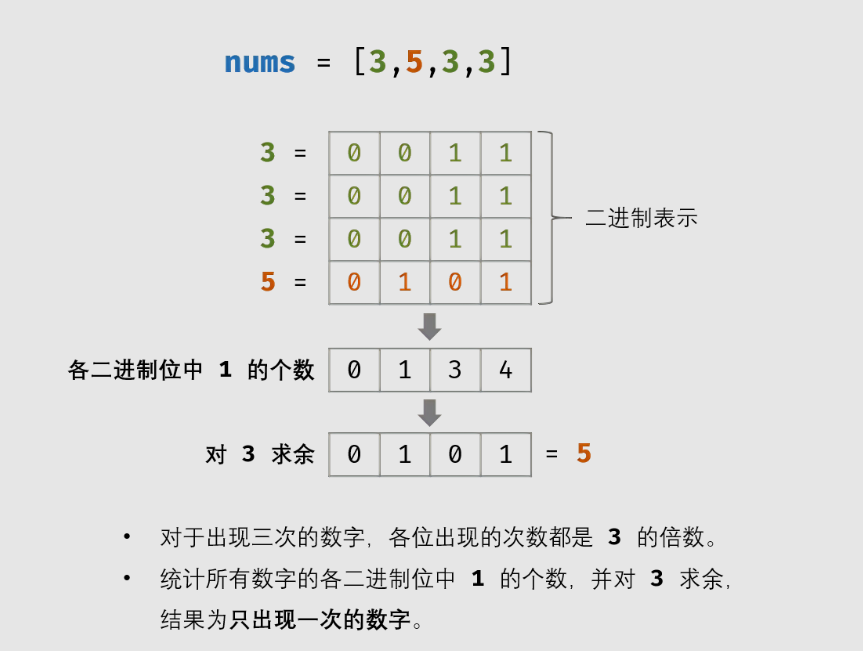 nums = [3,5,3,3]
3 = 0 0 1 1
3 = 0 0 1 1
二进制表示
3 = 0 0 1 1
5 = 0 1 0 1
各二进制位中 1 的个数 0 1 3 4
对 3 求余 0 1 0 1 = 5
• 对于出现三次的数字, 各位出现的次数都是 3 的倍数。
• 统计所有数字的各二进制位中 1 的个数, 并对 3 求余,
结果为只出现一次的数字。